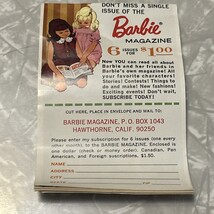 DON'T MISS A SINGLE
ISSUE OF THE
Barbie
MAGAZINE
6 ISSUES FOR $1.00
Now YOU can read all about
Barbie and her friends in
Barbie's own magazine! All
your favorite characters!
Stories! Contests! Things to
do and make! New fashions!
Exciting events! Don't wait,
SUBSCRIBE TODAY!
CUT HERE, PLACE IN ENVELOPE AND MAIL TO:
BARBIE MAGAZINE, P.O. BOX 1043
HAWTHORNE, CALIF. 90250
Please enter my subscription for 6 issues (one every other
month), to the BARBIE MAGAZINE. Enclosed is
one dollar (check or money order). Canadian, Pan
American, and Foreign subscriptions, $1.50.
NAME
ADDRESS
CITY
STATE
ZIP